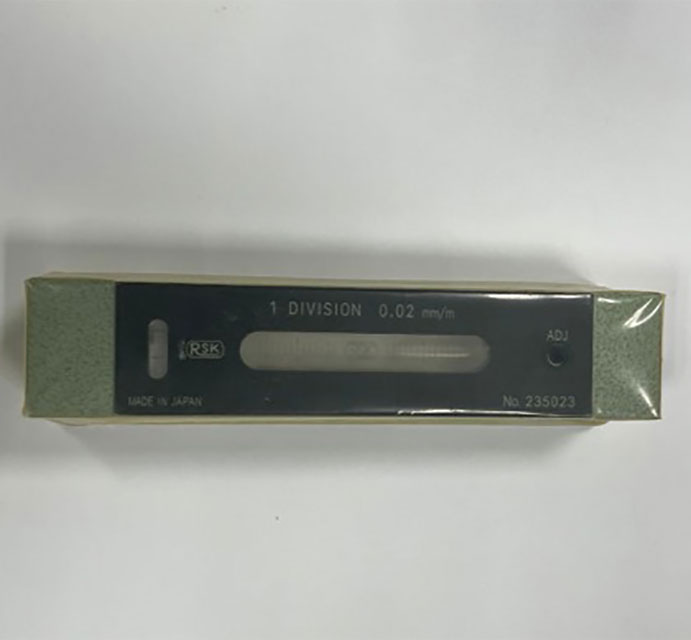 1 DIVISION 0.02 mm/m
RSK
ADJ
MADE IN JAPAN
No. 235023